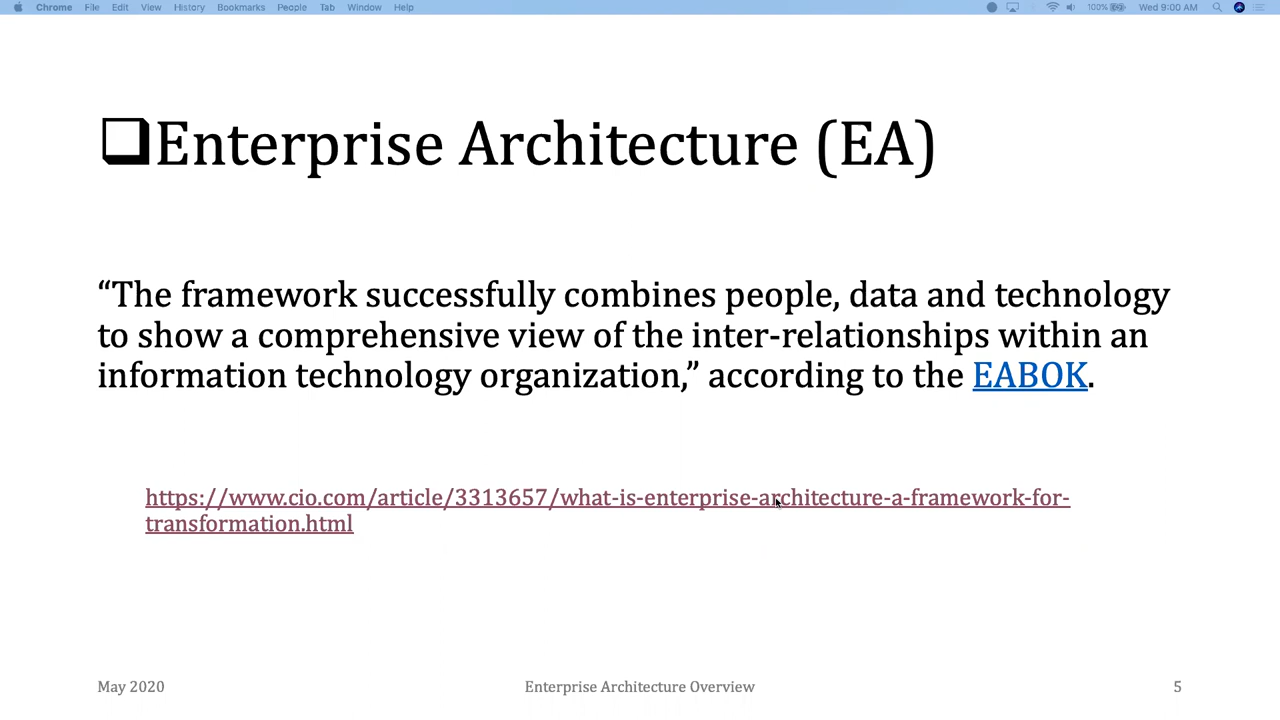 Chrome File Edit View History Bookmarks People Tab Window Help 100% Wed 9:00 AM
Enterprise Architecture (EA)
“The framework successfully combines people, data and technology
to show a comprehensive view of the inter-relationships within an
information technology organization,” according to the EABOK.
https://www.cio.com/article/3313657/what-is-enterprise-architecture-a-framework-for-
transformation.html
May 2020 Enterprise Architecture Overview 5